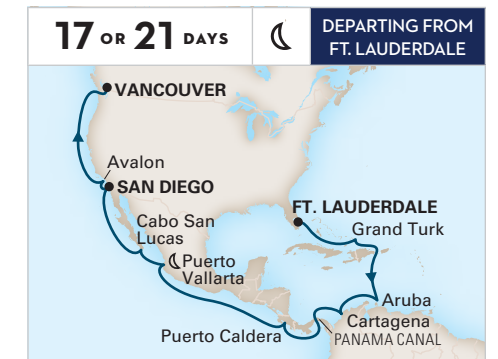 17 OR 21 DAYS
DEPARTING FROM
FT. LAUDERDALE
VANCOUVER
Avalon
SAN DIEGO
Cabo San
Lucas
Puerto
Vallarta
FT. LAUDERDALE
Grand Turk
Aruba
Cartagena
PANAMA CANAL
Puerto Caldera